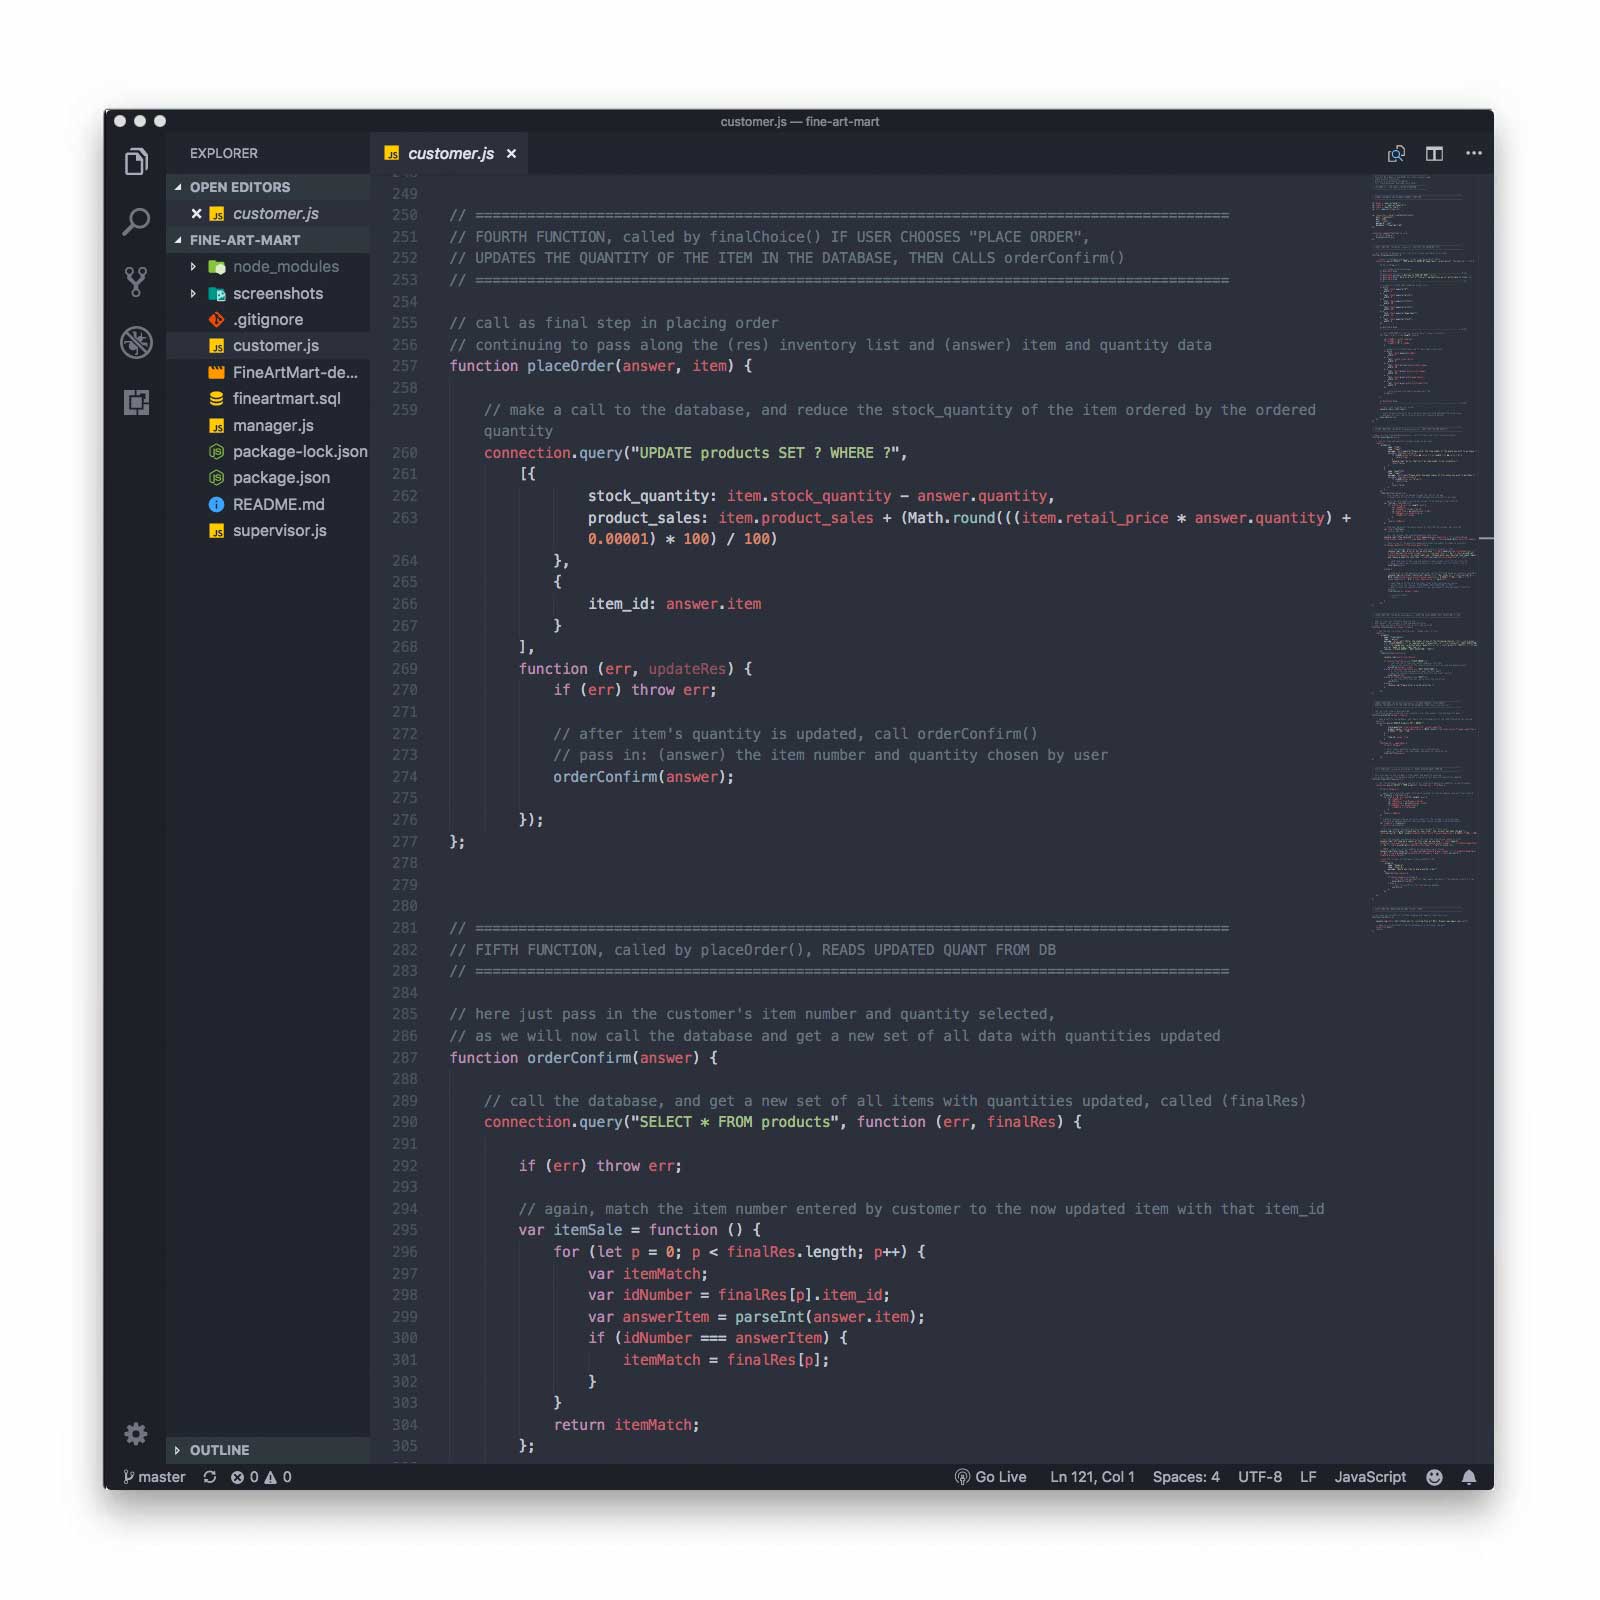 customer.js — fine-art-mart
EXPLORER
OPEN EDITORS
customer.js
FINE-ART-MART
node_modules
screenshots
.gitignore
customer.js
FineArtMart-de...
fineartmart.sql
manager.js
package-lock.json
package.json
README.md
supervisor.js
OUTLINE
customer.js
249
250 // =======================================================================================
251 // FOURTH FUNCTION, called by finalChoice() IF USER CHOOSES "PLACE ORDER",
252 // UPDATES THE QUANTITY OF THE ITEM IN THE DATABASE, THEN CALLS orderConfirm()
253 // =======================================================================================
254
255 // call as final step in placing order
256 // continuing to pass along the (res) inventory list and (answer) item and quantity data
257 function placeOrder(answer, item) {
258
259 // make a call to the database, and reduce the stock_quantity of the item ordered by the ordered
quantity
260 connection.query("UPDATE products SET ? WHERE ?",
261 [{
262 stock_quantity: item.stock_quantity - answer.quantity,
263 product_sales: item.product_sales + (Math.round(((item.retail_price * answer.quantity) +
0.00001) * 100) / 100)
264 },
265 {
266 item_id: answer.item
267 }
268 ],
269 function (err, updateRes) {
270 if (err) throw err;
271
272 // after item's quantity is updated, call orderConfirm()
273 // pass in: (answer) the item number and quantity chosen by user
274 orderConfirm(answer);
275
276 });
277 };
278
279
280
281 // =======================================================================================
282 // FIFTH FUNCTION, called by placeOrder(), READS UPDATED QUANT FROM DB
283 // =======================================================================================
284
285 // here just pass in the customer's item number and quantity selected,
286 // as we will now call the database and get a new set of all data with quantities updated
287 function orderConfirm(answer) {
288
289 // call the database, and get a new set of all items with quantities updated, called (finalRes)
290 connection.query("SELECT * FROM products", function (err, finalRes) {
291
292 if (err) throw err;
293
294 // again, match the item number entered by customer to the now updated item with that item_id
295 var itemSale = function () {
296 for (let p = 0; p < finalRes.length; p++) {
297 var itemMatch;
298 var idNumber = finalRes[p].item_id;
299 var answerItem = parseInt(answer.item);
300 if (idNumber === answerItem) {
301 itemMatch = finalRes[p];
302 }
303 }
304 return itemMatch;
305 };
master 0 0 Go Live Ln 121, Col 1 Spaces: 4 UTF-8 LF JavaScript